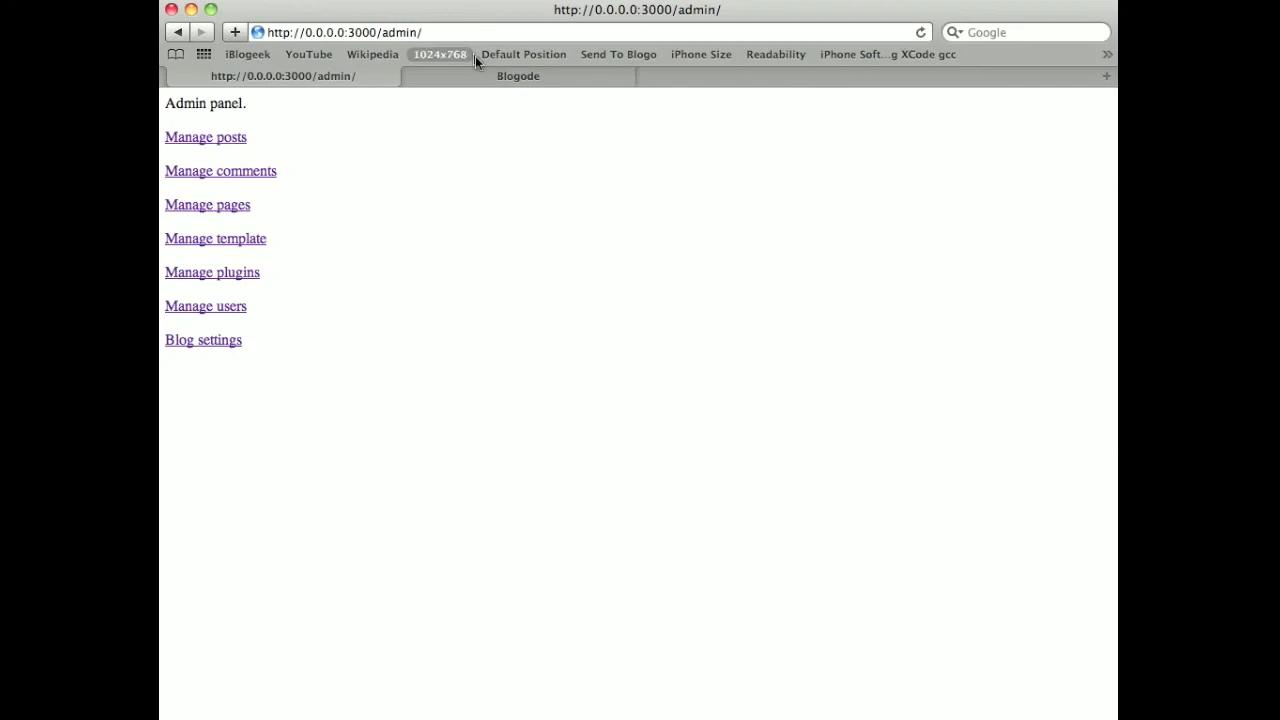 http://0.0.0.0:3000/admin/
http://0.0.0.0:3000/admin/ Google
iBlogeek YouTube Wikipedia 1024x768 Default Position Send To Blogo iPhone Size Readability iPhone Soft...g XCode gcc
http://0.0.0.0:3000/admin/ Blogode
Admin panel.
Manage posts
Manage comments
Manage pages
Manage template
Manage plugins
Manage users
Blog settings